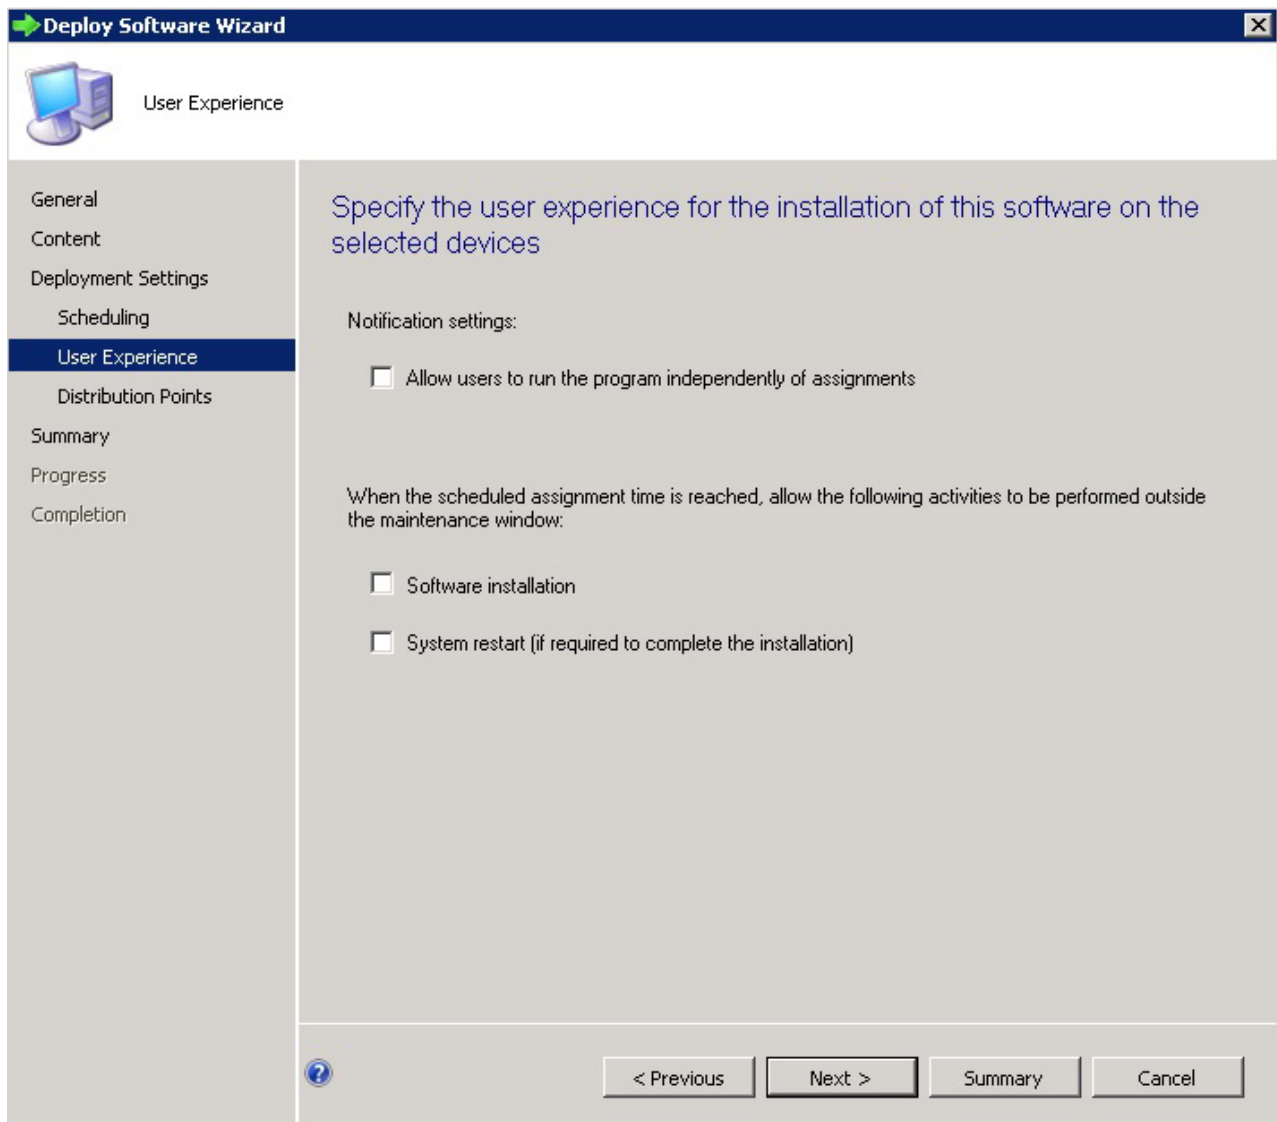 Deploy Software Wizard
User Experience
General
Content
Deployment Settings
Scheduling
User Experience
Distribution Points
Summary
Progress
Completion
Specify the user experience for the installation of this software on the
selected devices
Notification settings:
Allow users to run the program independently of assignments
When the scheduled assignment time is reached, allow the following activities to be performed outside
the maintenance window:
Software installation
System restart (if required to complete the installation)
< Previous
Next >
Summary
Cancel